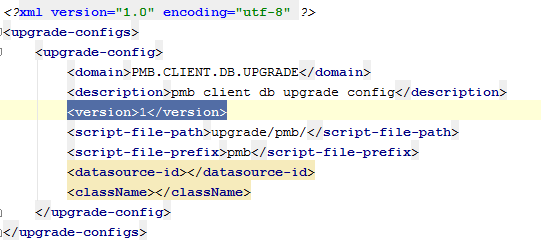 <?xml version="1.0" encoding="utf-8" ?>
<upgrade-configs>
<upgrade-config>
<domain>PMB.CLIENT.DB.UPGRADE</domain>
<description>pmb client db upgrade config</description>
<version>1</version>
<script-file-path>upgrade/pmb/</script-file-path>
<script-file-prefix>pmb</script-file-prefix>
<datasource-id></datasource-id>
<className></className>
</upgrade-config>
</upgrade-configs>